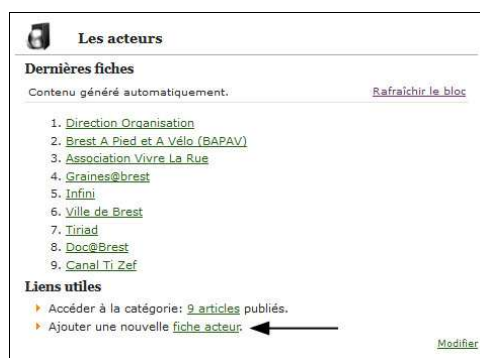 Les acteurs
Dernières fiches
Contenu généré automatiquement. Rafraîchir le bloc
1. Direction Organisation
2. Brest A Pied et A Vélo (BAPAV)
3. Association Vivre La Rue
4. Graines@brest
5. Infini
6. Ville de Brest
7. Tiriad
8. Doc@Brest
9. Canal Ti Zef
Liens utiles
Accéder à la catégorie: 9 articles publiés.
Ajouter une nouvelle fiche acteur.
Modifier